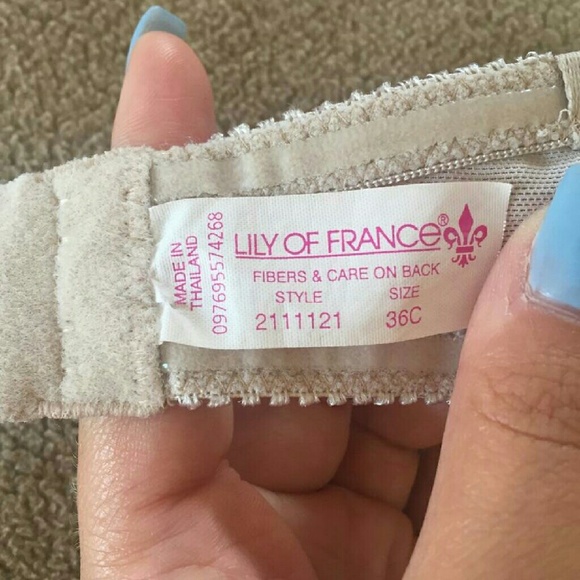 MADE IN
THAILAND
097695574268
LILY OF FRANCE®
FIBERS & CARE ON BACK
STYLE SIZE
2111121 36C